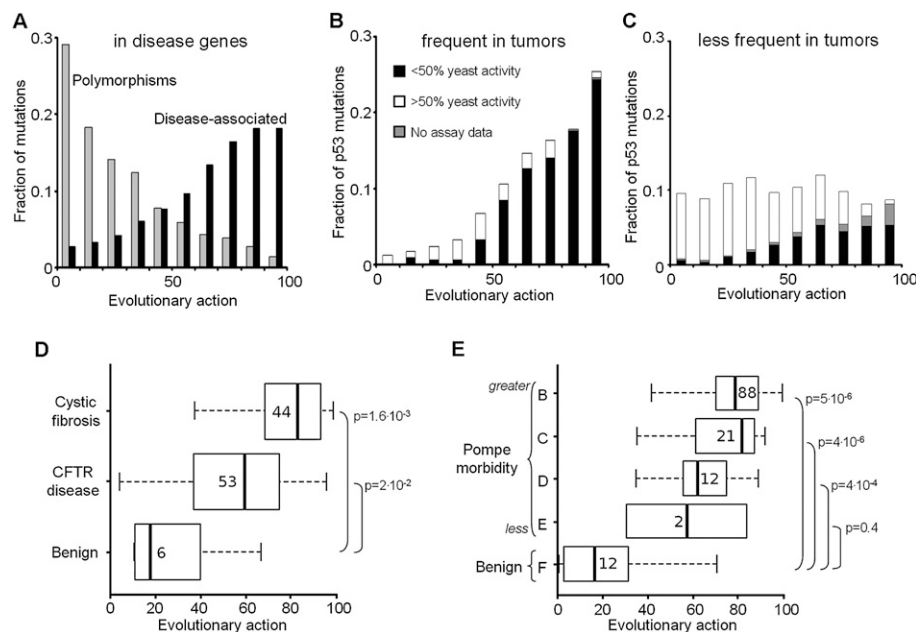 A
in disease genes
Fraction of mutations
0.3
0.2
0.1
0
Polymorphisms
Disease-associated
0
50
100
Evolutionary action
B
frequent in tumors
Fraction of p53 mutations
0.3
0.2
0.1
0
<50% yeast activity
>50% yeast activity
No assay data
0
50
100
Evolutionary action
C
less frequent in tumors
Fraction of p53 mutations
0.3
0.2
0.1
0
0
50
100
Evolutionary action
D
Cystic
fibrosis
44
CFTR
disease
53
Benign
6
p=1.6·10-3
p=2·10-2
0
20
40
60
80
100
Evolutionary action
E
greater
Pompe
morbidity
less
Benign
B
88
C
21
D
12
E
2
F
12
p=5·10-6
p=4·10-6
p=4·10-4
p=0.4
0
20
40
60
80
100
Evolutionary action